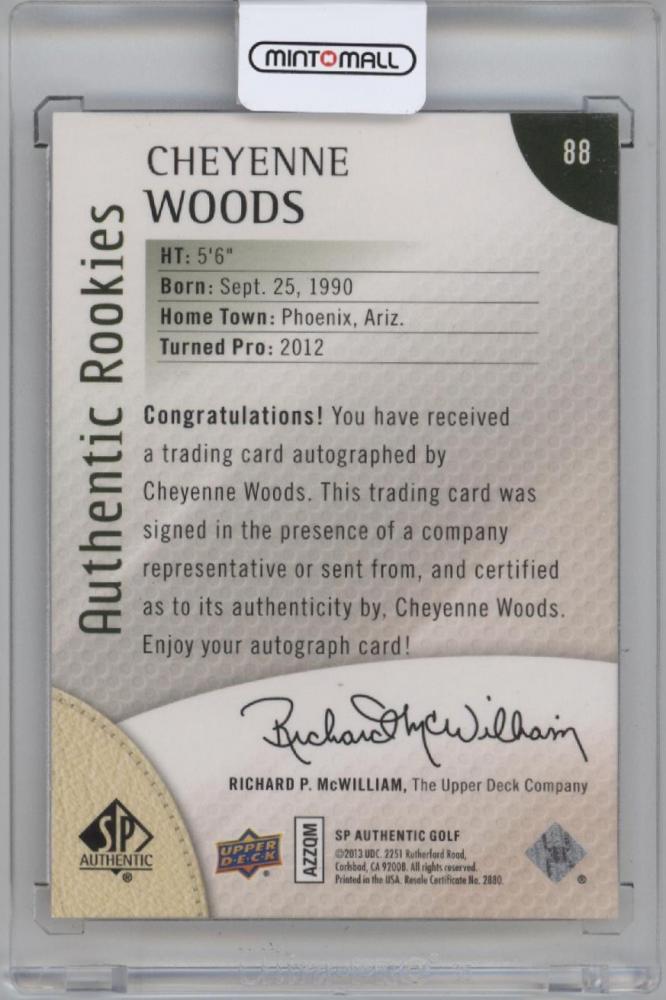 MINTMALL
88
CHEYENNE
WOODS
Authentic Rookies
HT: 5'6"
Born: Sept. 25, 1990
Home Town: Phoenix, Ariz.
Turned Pro: 2012
Congratulations! You have received
a trading card autographed by
Cheyenne Woods. This trading card was
signed in the presence of a company
representative or sent from, and certified
as to its authenticity by, Cheyenne Woods.
Enjoy your autograph card!
Richard McWilliam
RICHARD P. McWILLIAM, The Upper Deck Company
SP
AUTHENTIC
®
UPPER
D·E·C·K
AZZQM
SP AUTHENTIC GOLF
©2013 UDC. 2251 Rutherford Road,
Carlsbad, CA 92008. All rights reserved.
Printed in the USA. Resale Certificate No. 2880.
®